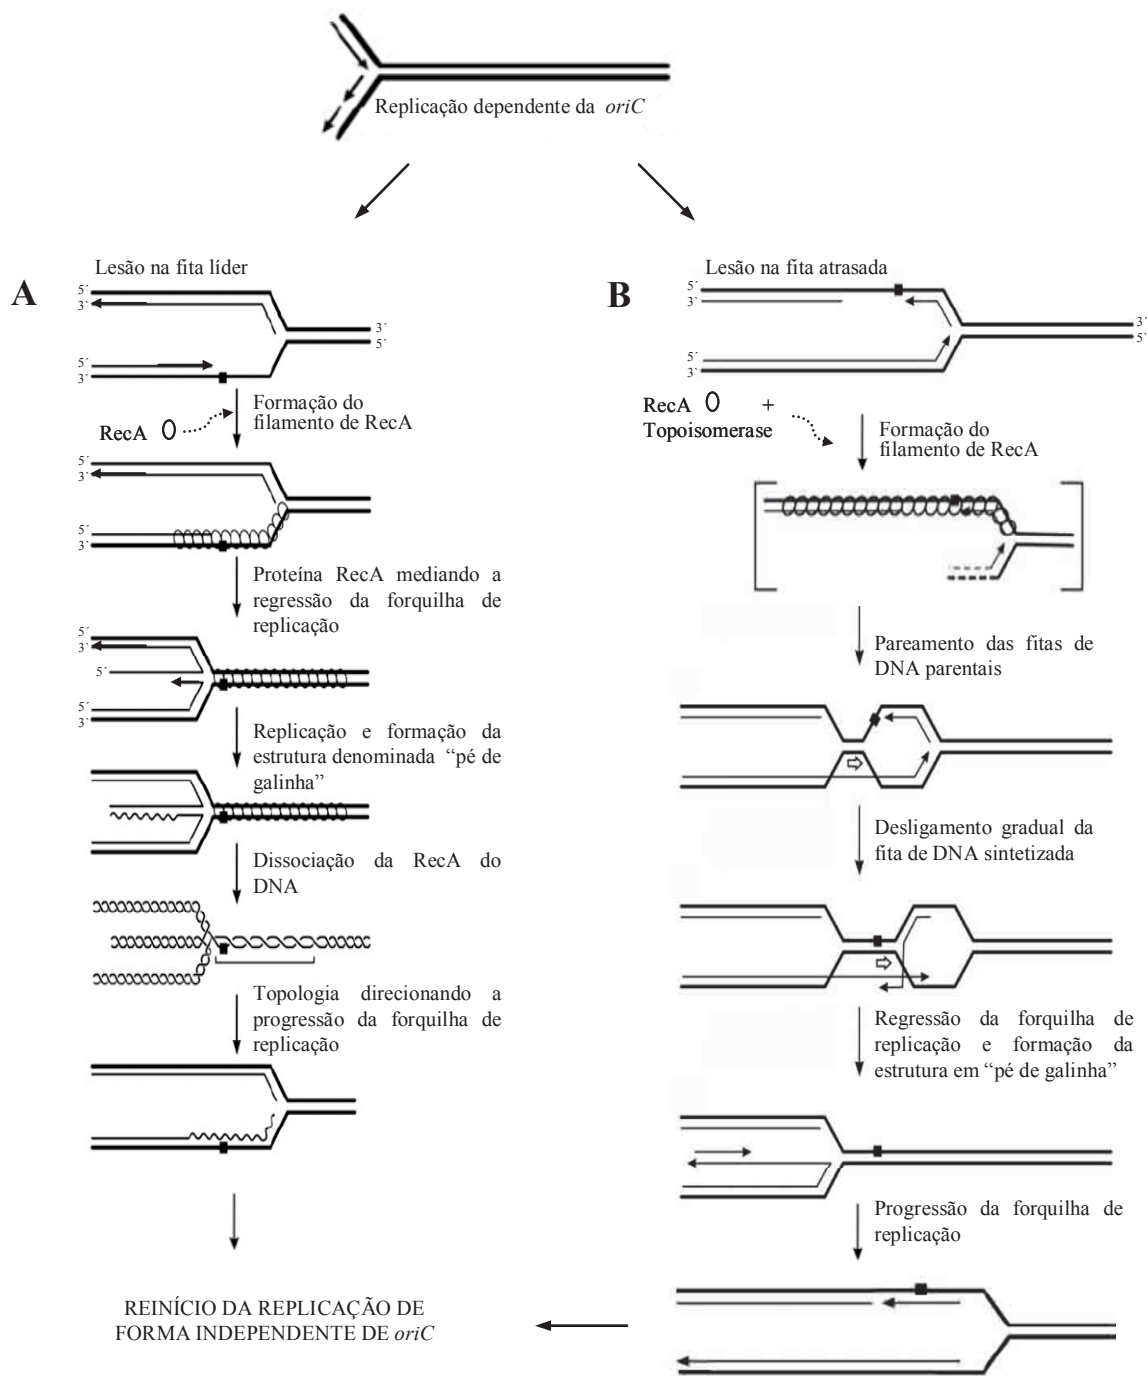 Replicação dependente da oriC
A
Lesão na fita líder
5´
3`
3´
5`
5´
3`
RecA
Formação do
filamento de RecA
5´
3`
5´
3`
Proteína RecA mediando a
regressão da forquilha de
replicação
5´
3`
5´
5´
3`
Replicação e formação da
estrutura denominada “pé de
galinha”
Dissociação da RecA do
DNA
Topologia direcionando a
progressão da forquilha de
replicação
REINÍCIO DA REPLICAÇÃO DE
FORMA INDEPENDENTE DE oriC
B
Lesão na fita atrasada
5´
3`
3´
5`
5´
3`
RecA +
Topoisomerase
Formação do
filamento de RecA
Pareamento das fitas de
DNA parentais
Desligamento gradual da
fita de DNA sintetizada
Regressão da forquilha de
replicação e formação da
estrutura em “pé de galinha”
Progressão da forquilha de
replicação